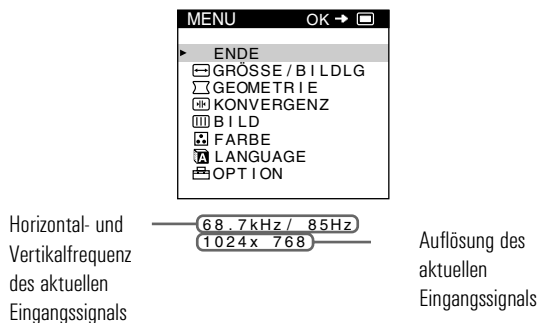 MENU OK
ENDE
GRÖSSE/BILDLG
GEOMETRIE
KONVERGENZ
BILD
FARBE
LANGUAGE
OPTION
68.7kHz/ 85Hz
1024x 768
Horizontal- und
Vertikalfrequenz
des aktuellen
Eingangssignals
Auflösung des
aktuellen
Eingangssignals